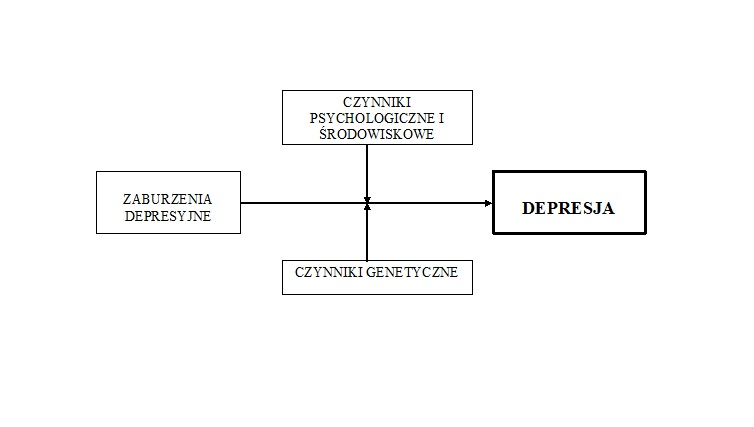 CZYNNIKI
PSYCHOLOGICZNE I
ŚRODOWISKOWE
ZABURZENIA
DEPRESYJNE
DEPRESJA
CZYNNIKI GENETYCZNE